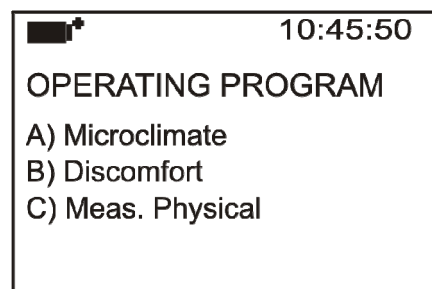 10:45:50
OPERATING PROGRAM
A) Microclimate
B) Discomfort
C) Meas. Physical